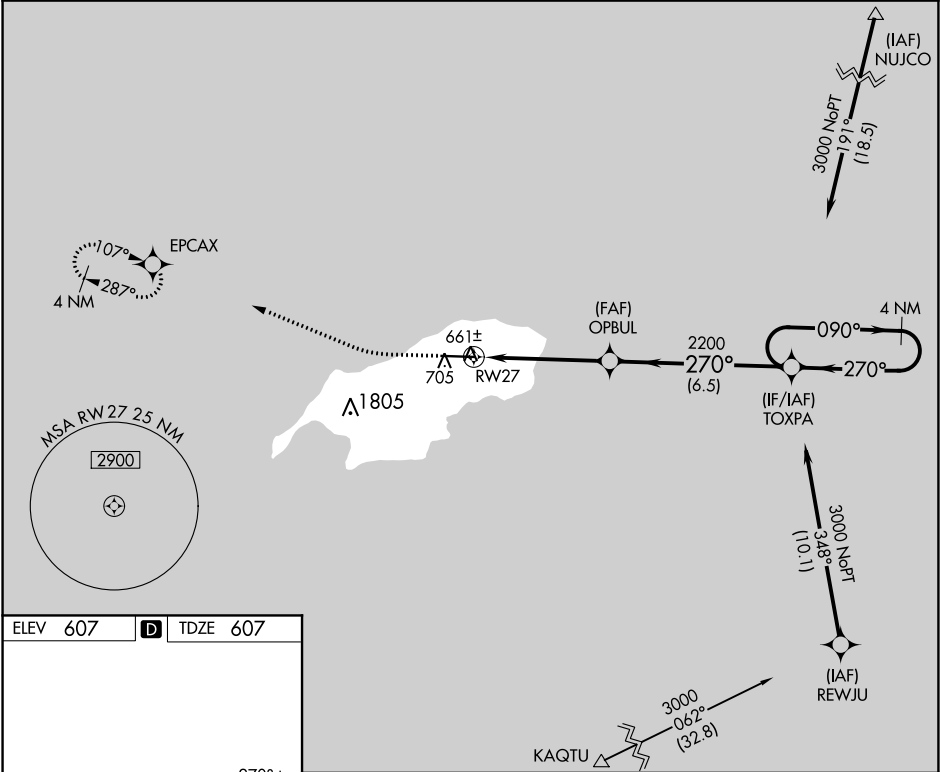 (IAF)
NUJCO
3000 NoPT
191°
(18.5)
107°
EPCAX
287°
4 NM
(FAF)
OPBUL
4 NM
090°
661±
2200
270°
270°
705
RW27
(6.5)
(IF/IAF)
TOXPA
1805
MSA RW27 25 NM
2900
3000 NoPT
348°
(10.1)
ELEV 607 D TDZE 607
(IAF)
REWJU
3000
062°
(32.8)
KAQTU